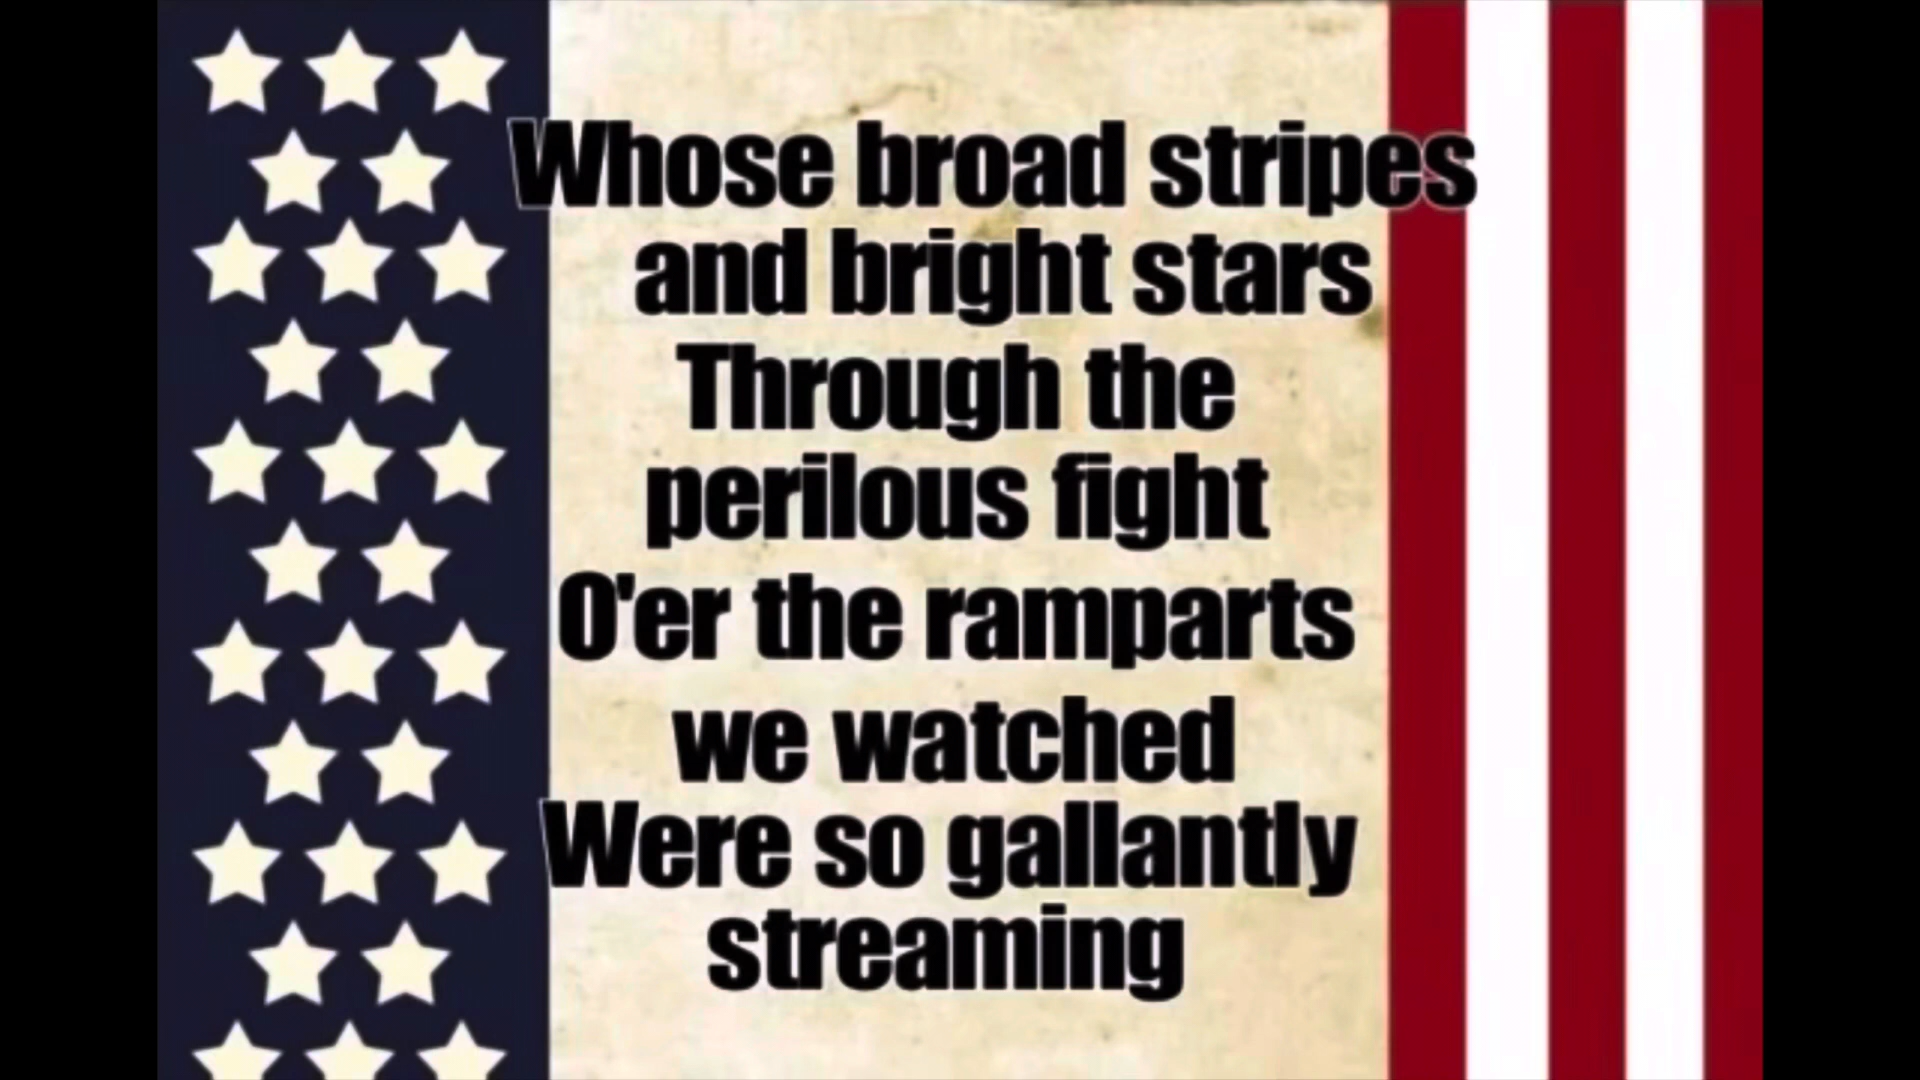 Whose broad stripes
and bright stars
Through the
perilous fight
O'er the ramparts
we watched
Were so gallantly
streaming